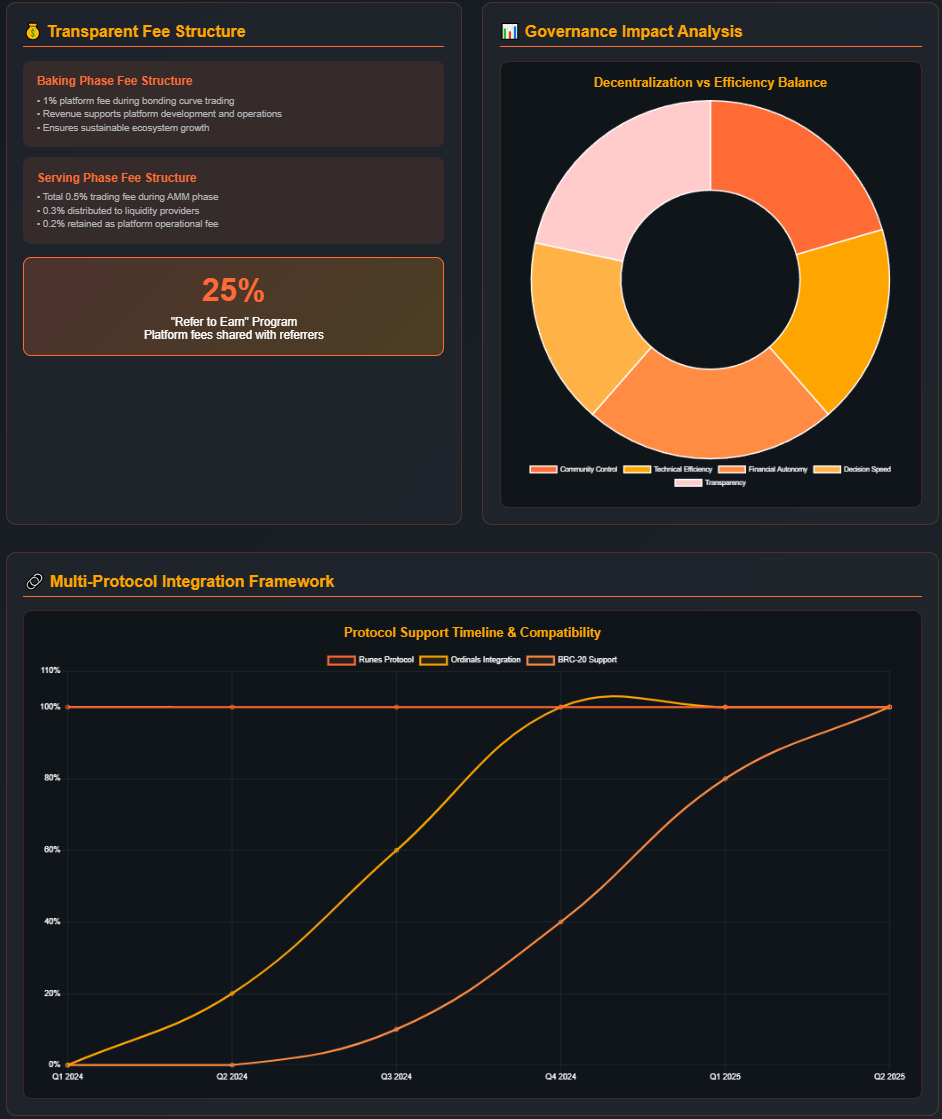 💰 Transparent Fee Structure
Baking Phase Fee Structure
• 1% platform fee during bonding curve trading
• Revenue supports platform development and operations
• Ensures sustainable ecosystem growth
Serving Phase Fee Structure
• Total 0.5% trading fee during AMM phase
• 0.3% distributed to liquidity providers
• 0.2% retained as platform operational fee
25%
"Refer to Earn" Program
Platform fees shared with referrers
📊 Governance Impact Analysis
Decentralization vs Efficiency Balance
Community Control Technical Efficiency Financial Autonomy Decision Speed
Transparency
🔗 Multi-Protocol Integration Framework
Protocol Support Timeline & Compatibility
Runes Protocol Ordinals Integration BRC-20 Support
110%
100%
80%
60%
40%
20%
0%
Q1 2024 Q2 2024 Q3 2024 Q4 2024 Q1 2025 Q2 2025